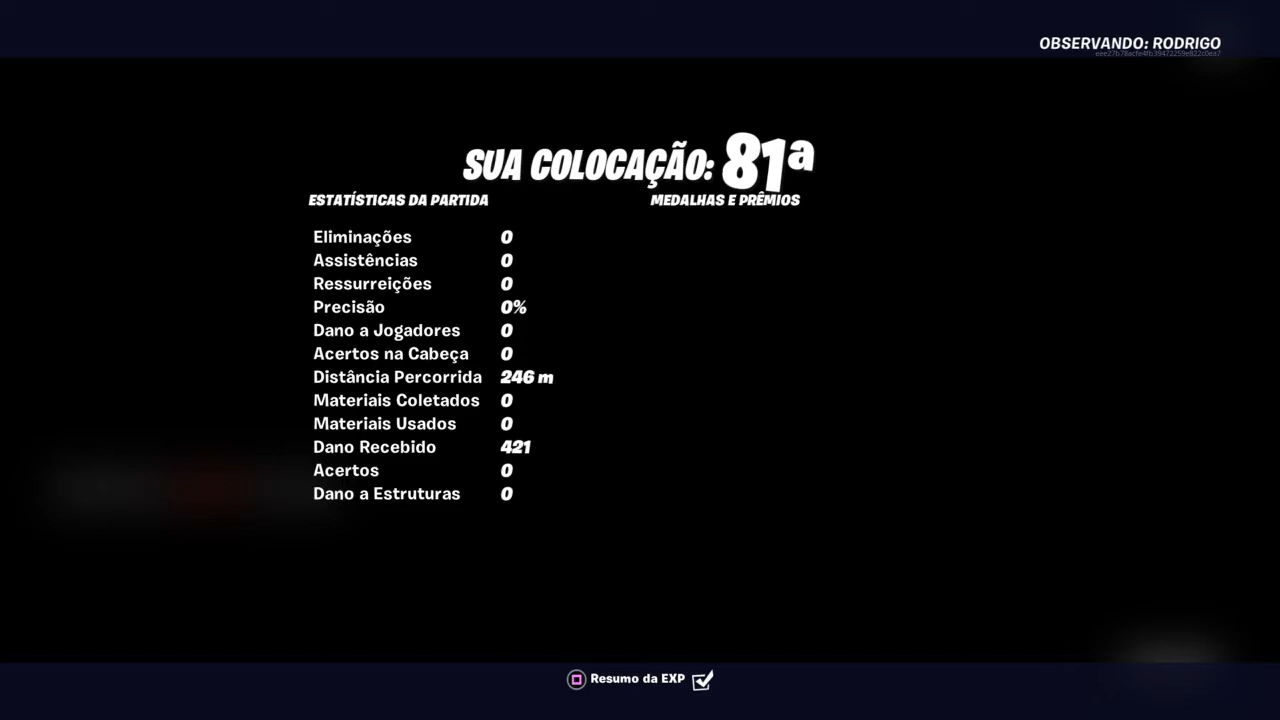 OBSERVANDO: RODRIGO
SUA COLOCAÇÃO: 81ª
ESTATÍSTICAS DA PARTIDA
MEDALHAS E PRÊMIOS
Eliminações 0
Assistências 0
Ressurreições 0
Precisão 0%
Dano a Jogadores 0
Acertos na Cabeça 0
Distância Percorrida 246 m
Materiais Coletados 0
Materiais Usados 0
Dano Recebido 421
Acertos 0
Dano a Estruturas 0
Resumo da EXP